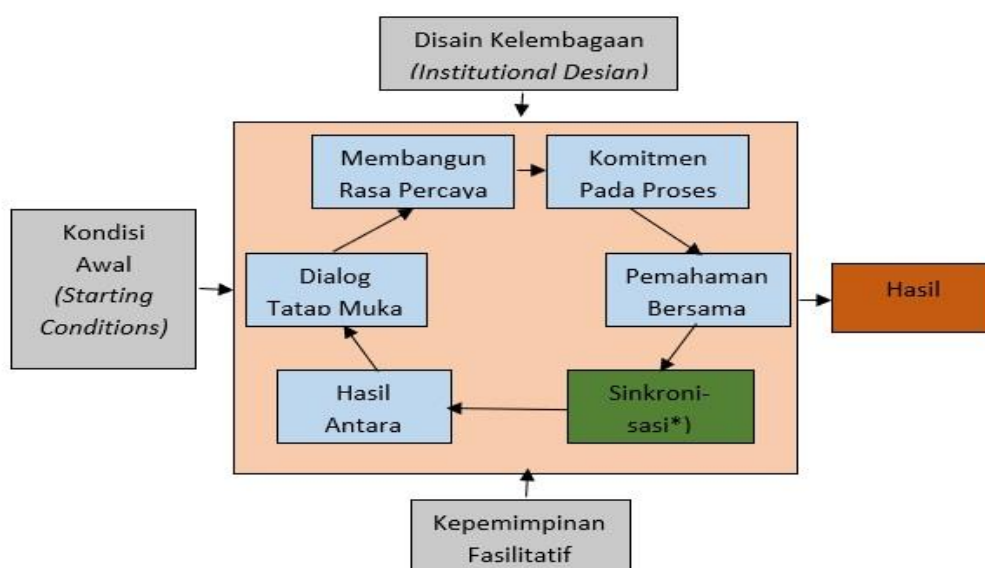 Disain Kelembagaan
(Institutional Desian)
Membangun
Rasa Percaya
Komitmen
Pada Proses
Kondisi
Awal
(Starting
Conditions)
Dialog
Tatap Muka
Pemahaman
Bersama
Hasil
Hasil
Antara
Sinkroni-
sasi*)
Kepemimpinan
Fasilitatif